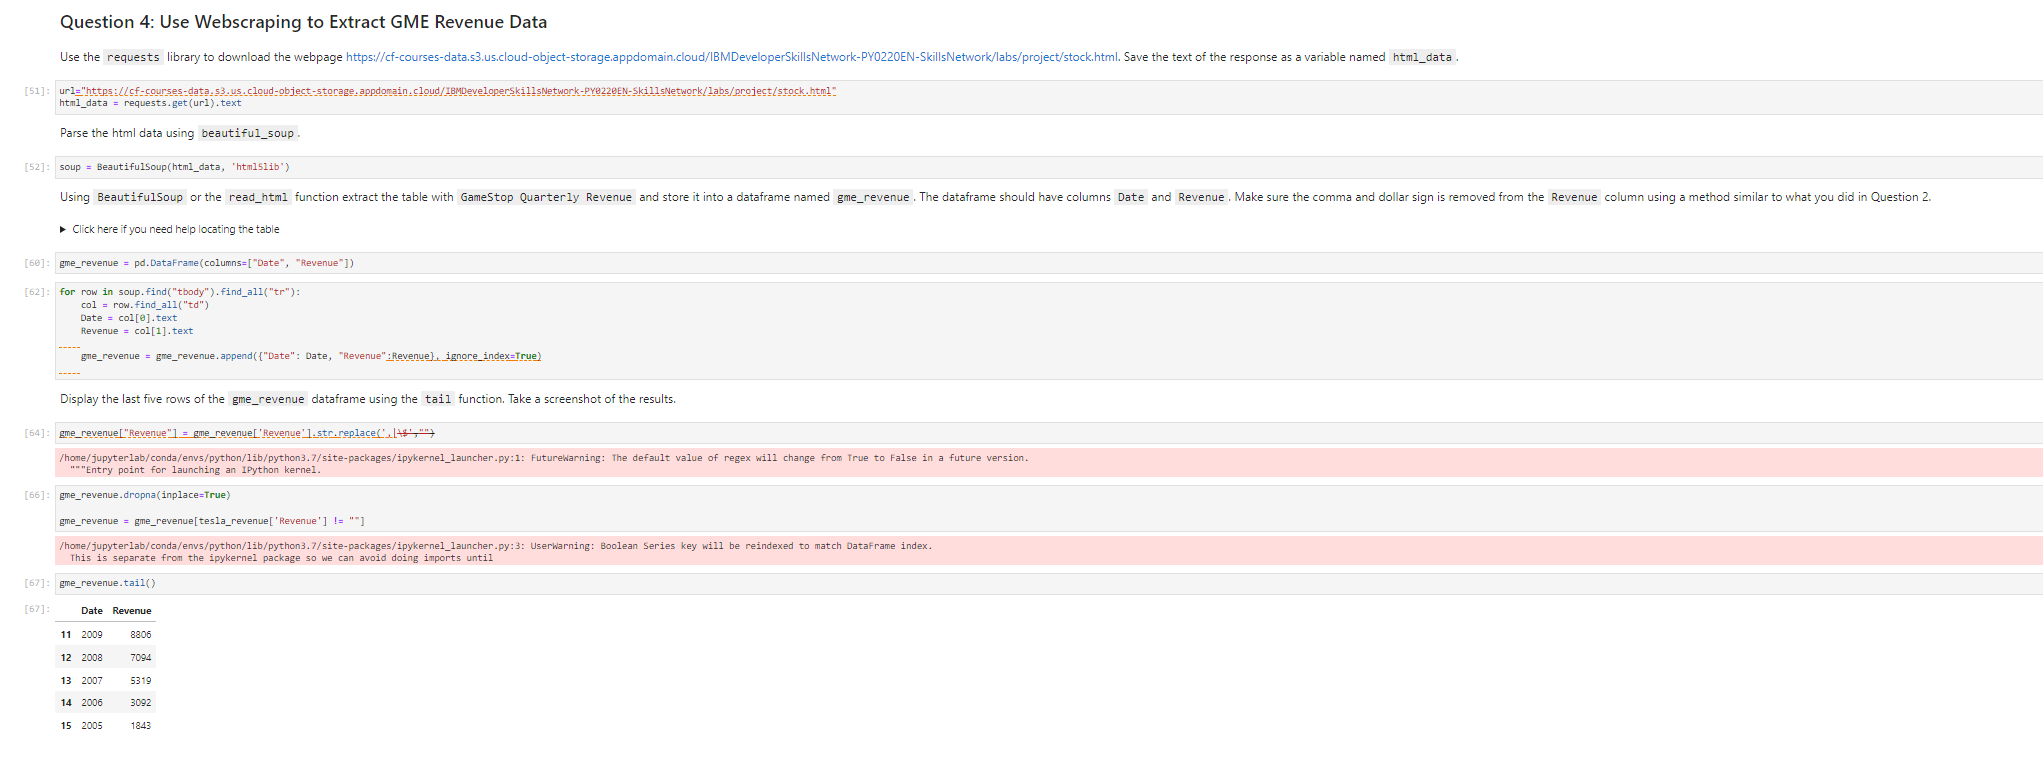 Question 4: Use Webscraping to Extract GME Revenue Data
Use the requests library to download the webpage https://cf-courses-data.s3.us.cloud-object-storage.appdomain.cloud/IBMDeveloperSkillsNetwork-PY0220EN-SkillsNetwork/labs/project/stock.html. Save the text of the response as a variable named html_data.
[51]: url="https://cf-courses-data.s3.us.cloud-object-storage.appdomain.cloud/IBMDeveloperSkillsNetwork-PY0220EN-SkillsNetwork/labs/project/stock.html"
html_data = requests.get(url).text
Parse the html data using beautiful_soup.
[52]: soup = BeautifulSoup(html_data, 'html5lib')
Using BeautifulSoup or the read_html function extract the table with GameStop Quarterly Revenue and store it into a dataframe named gme_revenue. The dataframe should have columns Date and Revenue. Make sure the comma and dollar sign is removed from the Revenue column using a method similar to what you did in Question 2.
▶ Click here if you need help locating the table
[60]: gme_revenue = pd.DataFrame(columns=["Date", "Revenue"])
[62]: for row in soup.find("tbody").find_all("tr"):
col = row.find_all("td")
Date = col[0].text
Revenue = col[1].text
gme_revenue = gme_revenue.append({"Date": Date, "Revenue":Revenue}, ignore_index=True)
Display the last five rows of the gme_revenue dataframe using the tail function. Take a screenshot of the results.
[64]: gme_revenue["Revenue"] = gme_revenue['Revenue'].str.replace(',|\$',"")
/home/jupyterlab/conda/envs/python/lib/python3.7/site-packages/ipykernel_launcher.py:1: FutureWarning: The default value of regex will change from True to False in a future version.
"""Entry point for launching an IPython kernel.
[66]: gme_revenue.dropna(inplace=True)
gme_revenue = gme_revenue[tesla_revenue['Revenue'] != ""]
/home/jupyterlab/conda/envs/python/lib/python3.7/site-packages/ipykernel_launcher.py:3: UserWarning: Boolean Series key will be reindexed to match DataFrame index.
This is separate from the ipykernel package so we can avoid doing imports until
[67]: gme_revenue.tail()
[67]: Date Revenue
11 2009 8806
12 2008 7094
13 2007 5319
14 2006 3092
15 2005 1843